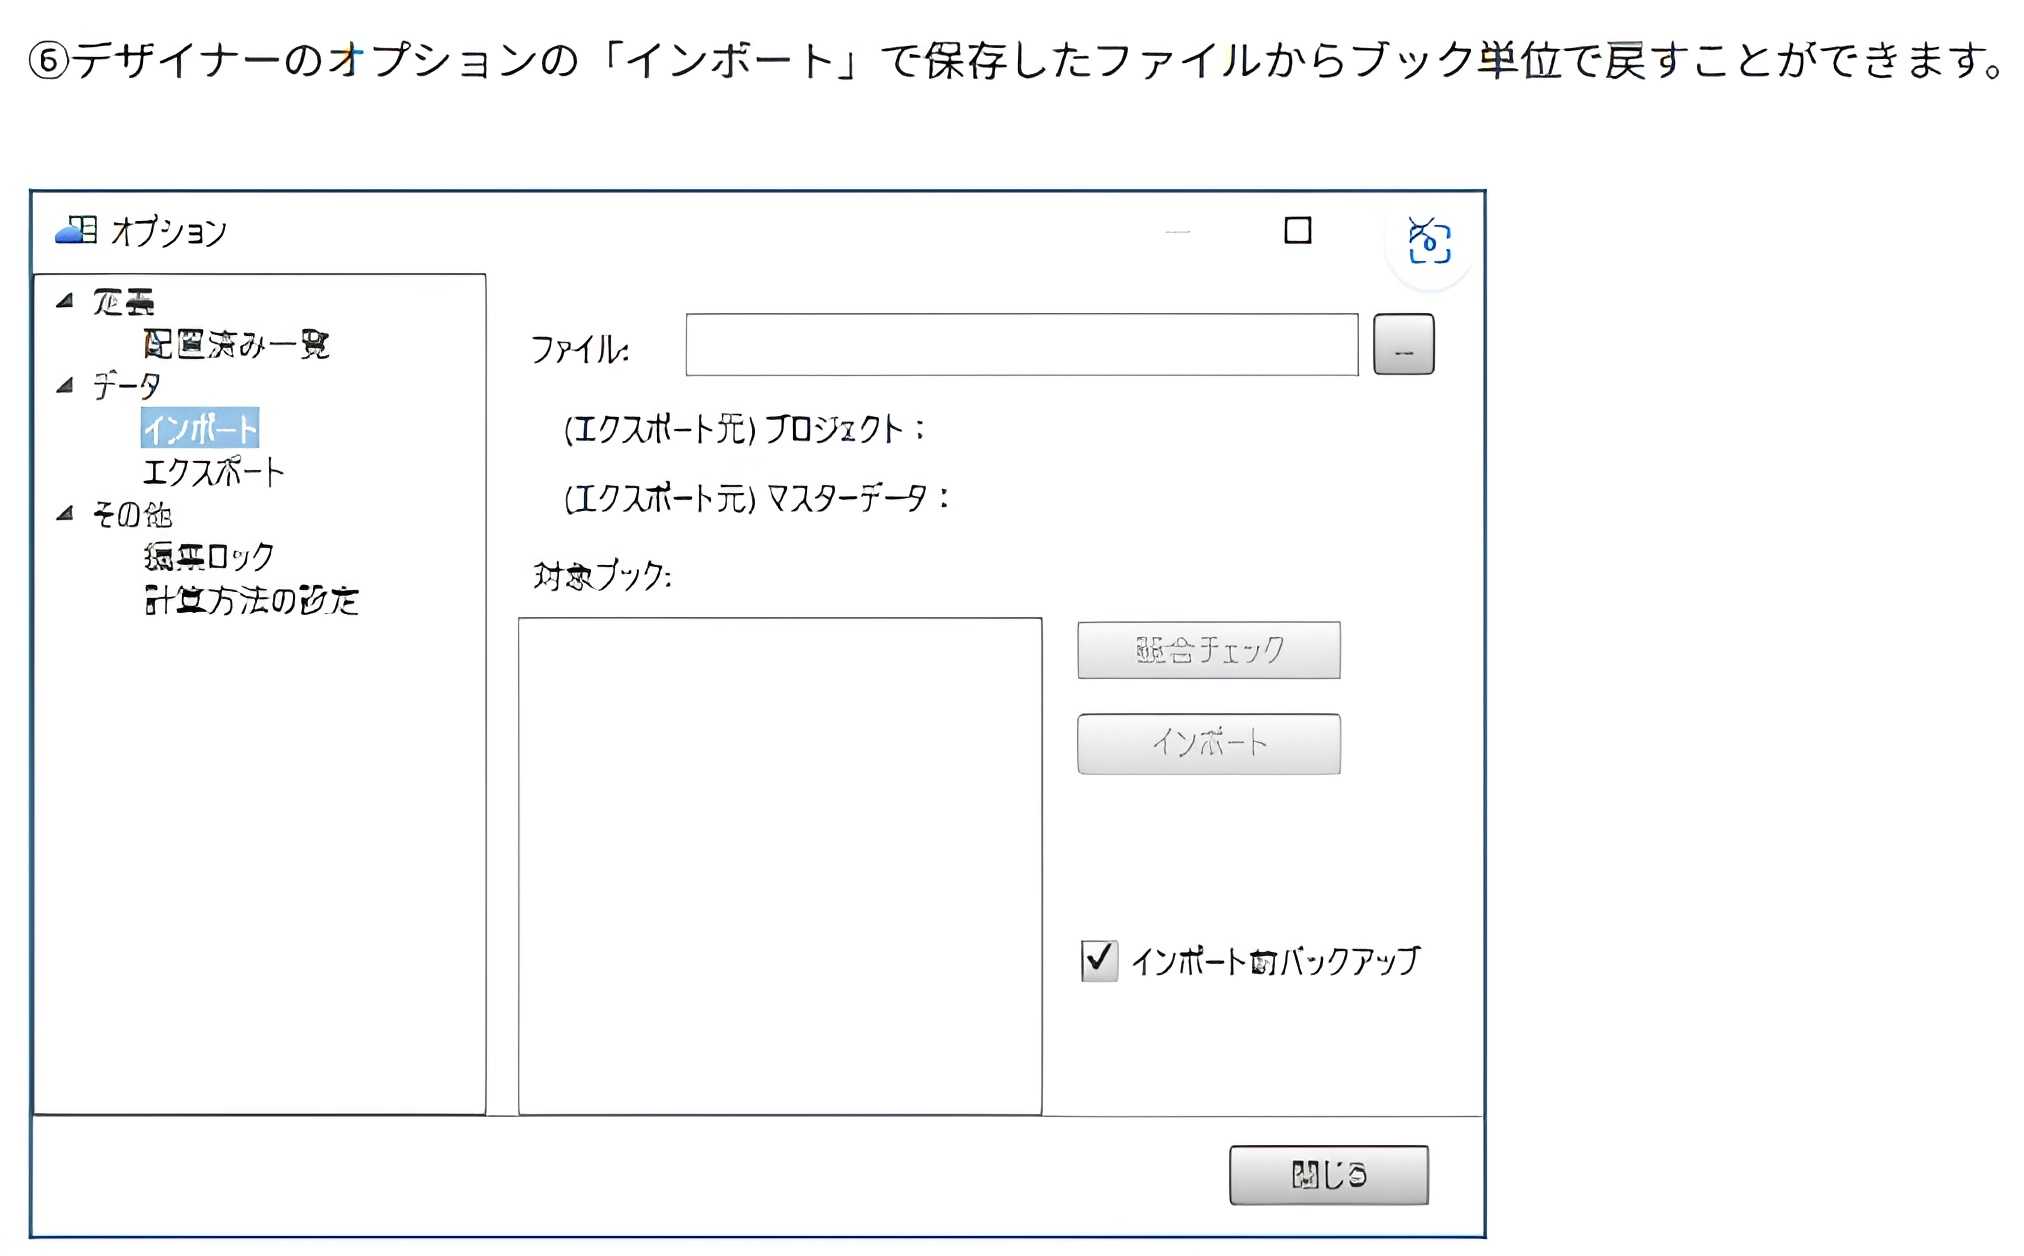 ⑥デザイナーのオプションの「インポート」で保存したファイルからブック単位で戻すことができます。
オプション
定義
配置済み一覧
データ
インポート
エクスポート
その他
編集ロック
計算方法の設定
ファイル:
...
(エクスポート元) プロジェクト：
(エクスポート元) マスターデータ：
対象ブック:
競合チェック
インポート
インポート前バックアップ
閉じる